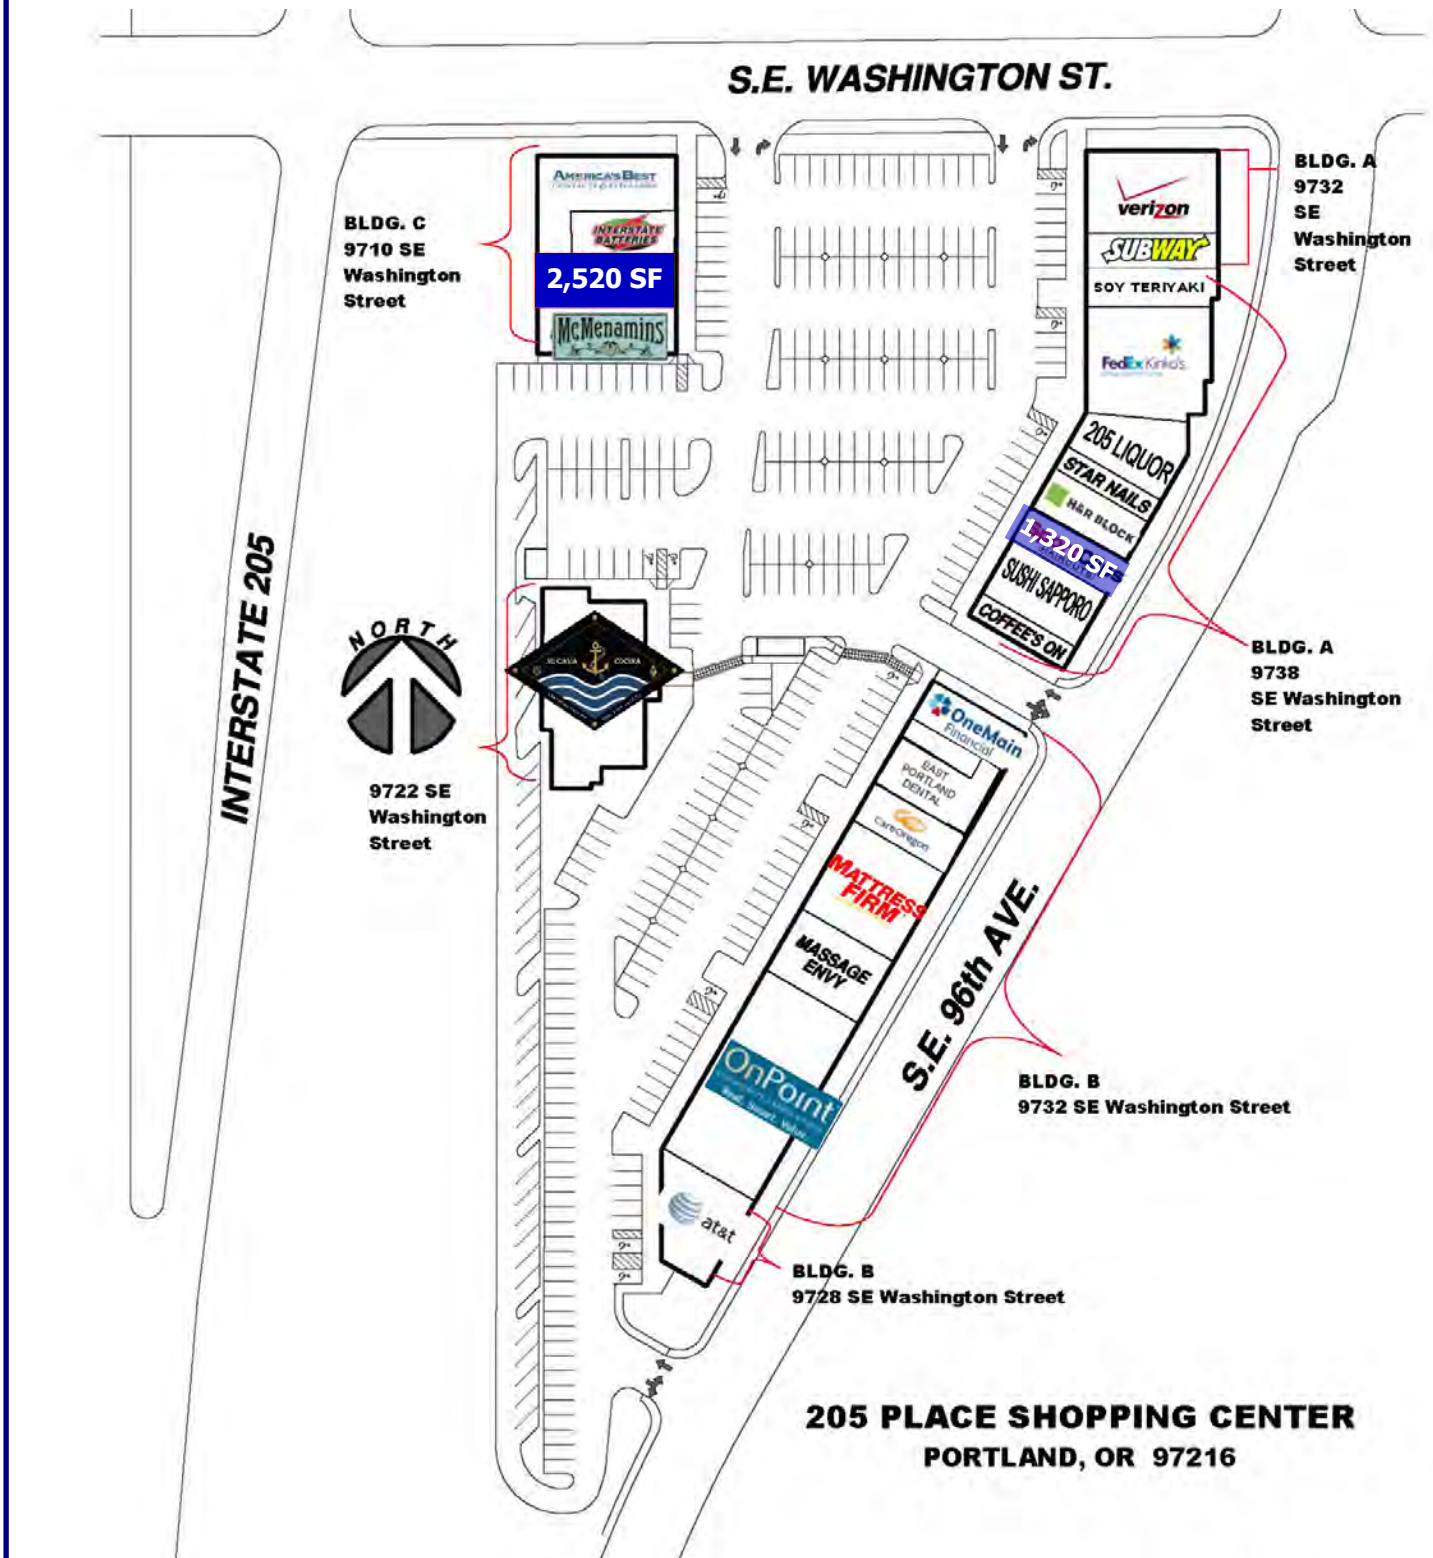 S.E. WASHINGTON ST.
AMERICA'S BEST
INTERSTATE
BATTERIES
2,520 SF
McMenamins
BLDG. C
9710 SE
Washington
Street
verizon
SUBWAY
SOY TERIYAKI
FedEx Kinko's
205 LIQUOR
STAR NAILS
H&R BLOCK
1,320 SF
SUSHI SAPPORO
COFFEE'S ON
BLDG. A
9732
SE
Washington
Street
BLDG. A
9738
SE Washington
Street
INTERSTATE 205
NORTH
COCINA
9722 SE
Washington
Street
OneMain
Financial
EAST
PORTLAND
DENTAL
CareOregon
MATTRESS
FIRM
MASSAGE
ENVY
OnPoint
at&t
S.E. 96th AVE.
BLDG. B
9732 SE Washington Street
BLDG. B
9728 SE Washington Street
205 PLACE SHOPPING CENTER
PORTLAND, OR 97216